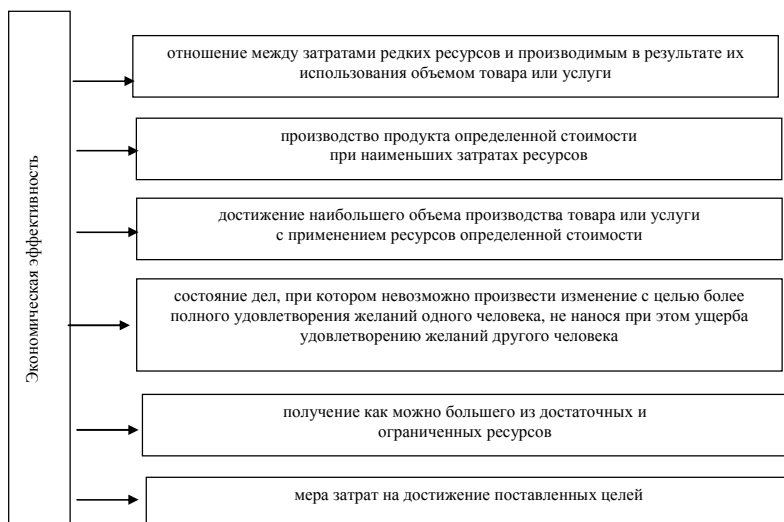 Экономическая эффективность
отношение между затратами редких ресурсов и производимым в результате их
использования объемом товара или услуги
производство продукта определенной стоимости
при наименьших затратах ресурсов
достижение наибольшего объема производства товара или услуги
с применением ресурсов определенной стоимости
состояние дел, при котором невозможно произвести изменение с целью более
полного удовлетворения желаний одного человека, не нанося при этом ущерба
удовлетворению желаний другого человека
получение как можно большего из достаточных и
ограниченных ресурсов
мера затрат на достижение поставленных целей